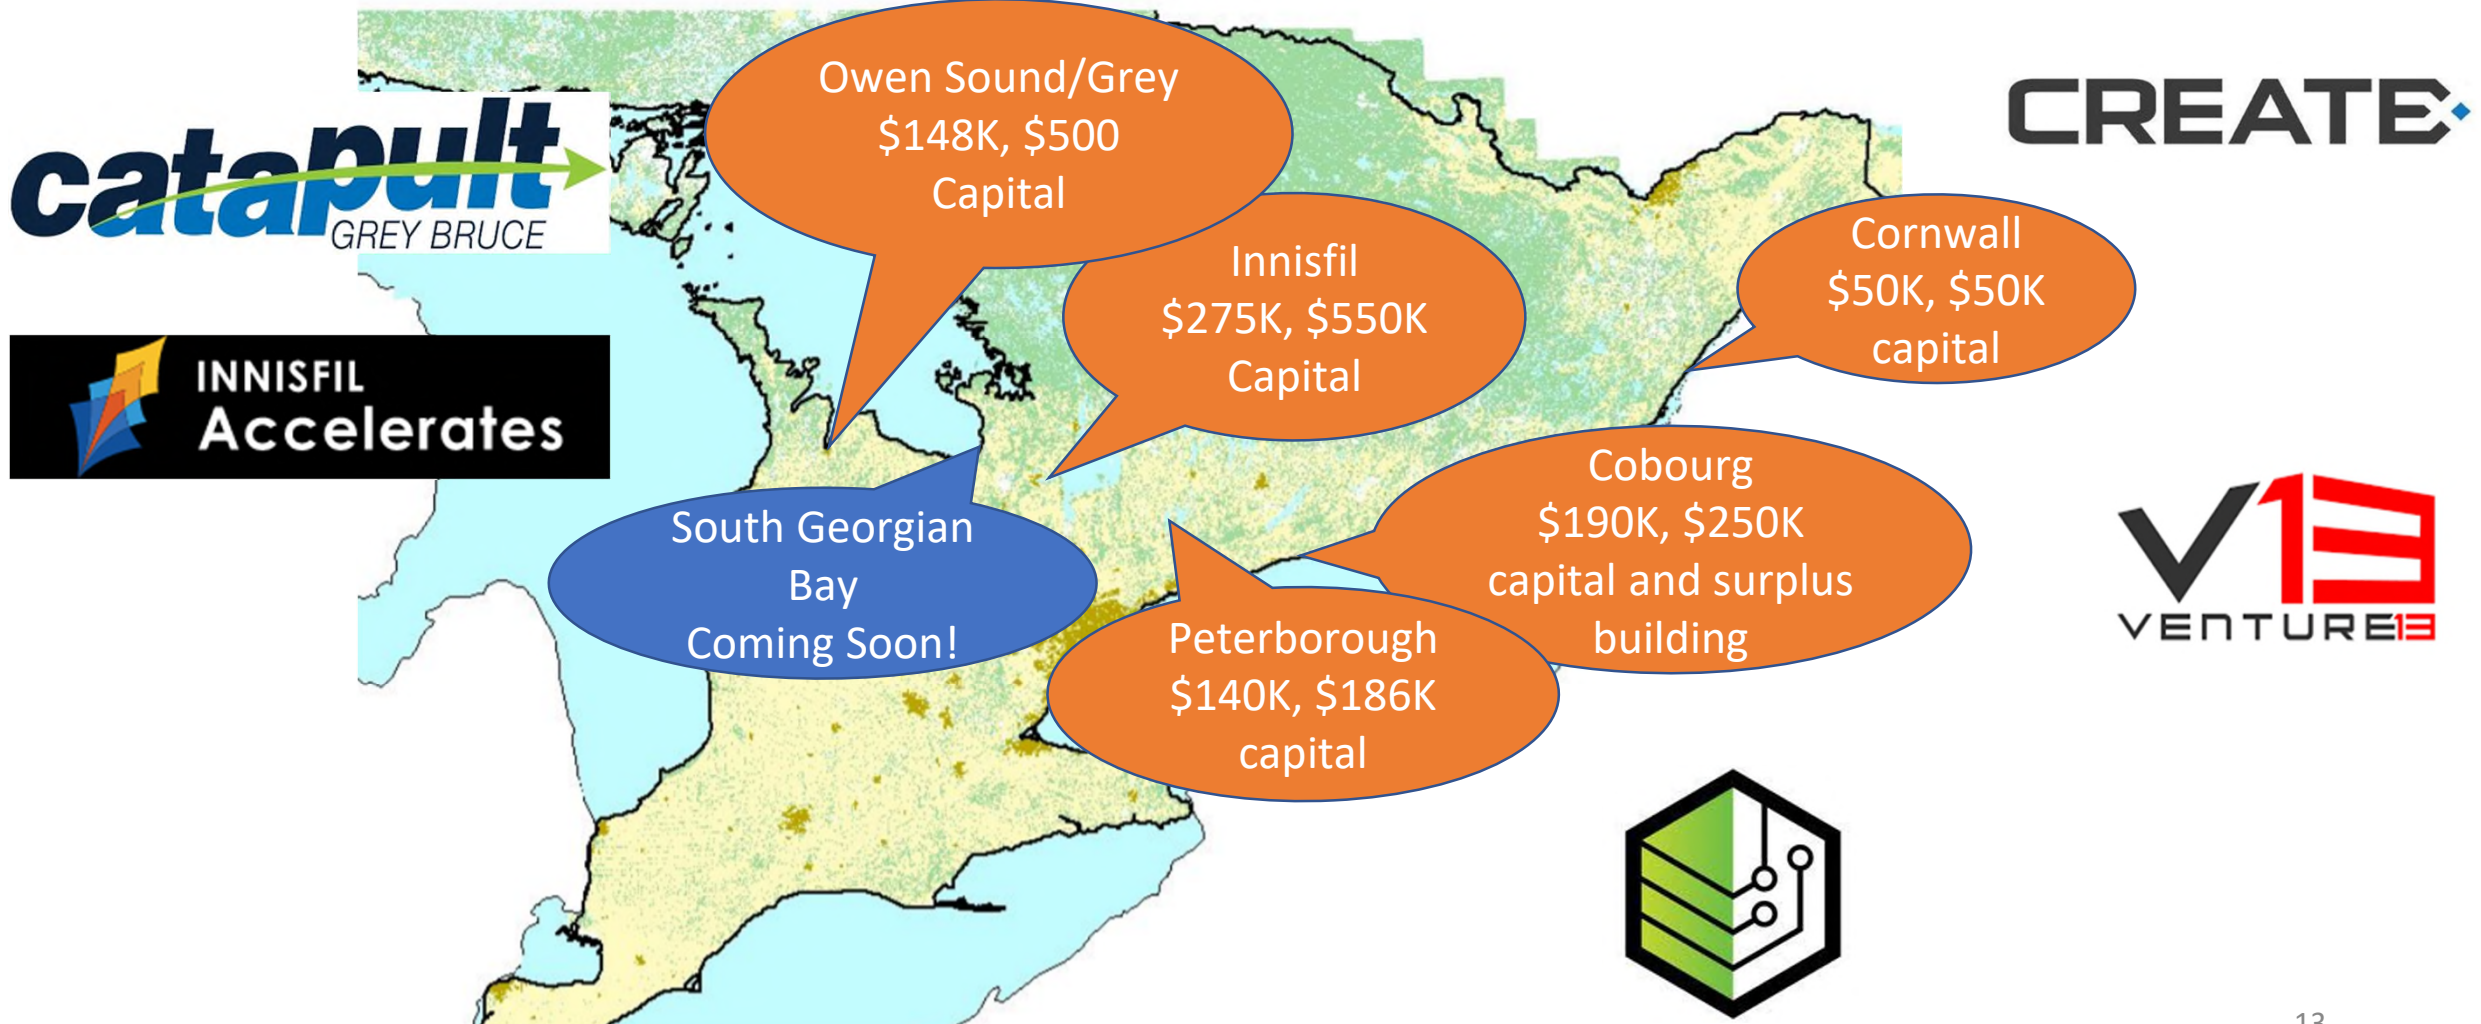 catapult
GREY BRUCE
INNISFIL
Accelerates
Owen Sound/Grey
$148K, $500
Capital
Innisfil
$275K, $550K
Capital
South Georgian
Bay
Coming Soon!
Cornwall
$50K, $50K
capital
Cobourg
$190K, $250K
capital and surplus
building
Peterborough
$140K, $186K
capital
CREATE
V13
VENTURE13
13